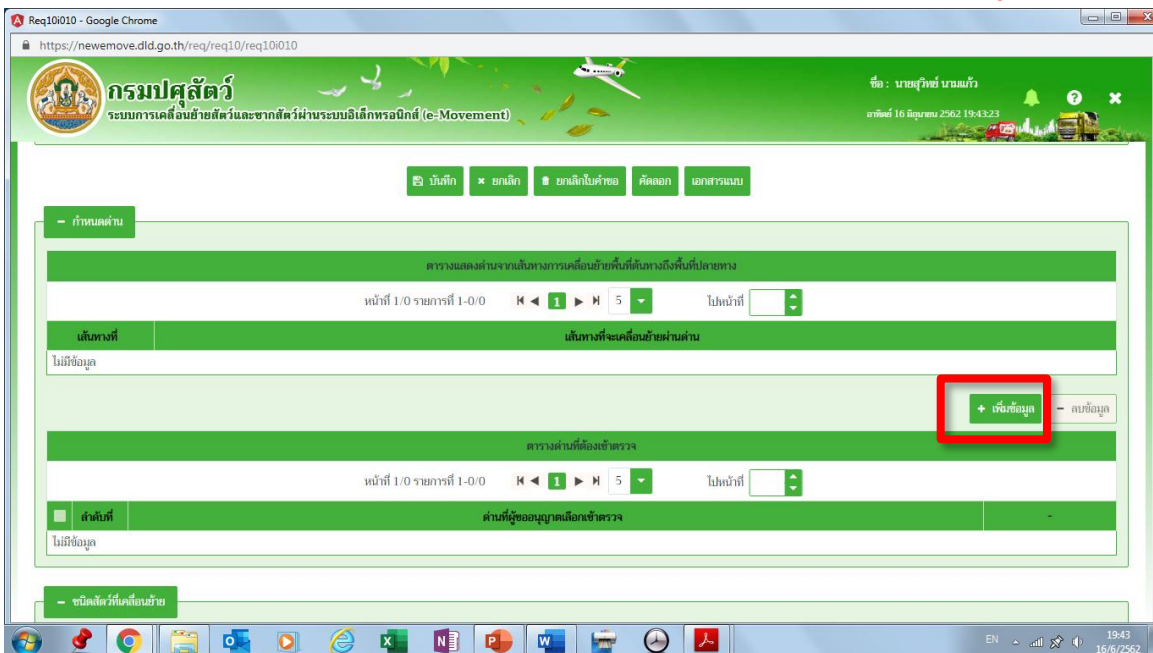 Req10i010 - Google Chrome
https://newemove.dld.go.th/req/req10/req10i010
กรมปศุสัตว์
ระบบการเคลื่อนย้ายสัตว์และซากสัตว์ผ่านระบบอิเล็กทรอนิกส์ (e-Movement)
ชื่อ : นายสุวิทย์ นามแก้ว
อาทิตย์ 16 มิถุนายน 2562 19:43:23
บันทึก × ยกเลิก ยกเลิกใบคำขอ คัดลอก เอกสารแนบ
– กำหนดด่าน
ตารางแสดงด่านจากเส้นทางการเคลื่อนย้ายพื้นที่ต้นทางถึงพื้นที่ปลายทาง
หน้าที่ 1/0 รายการที่ 1-0/0 1 5 ไปหน้าที่
เส้นทางที่ เส้นทางที่จะเคลื่อนย้ายผ่านด่าน
ไม่มีข้อมูล
+ เพิ่มข้อมูล – ลบข้อมูล
ตารางด่านที่ต้องเข้าตรวจ
หน้าที่ 1/0 รายการที่ 1-0/0 1 5 ไปหน้าที่
ลำดับที่ ด่านที่ผู้ขออนุญาตเลือกเข้าตรวจ -
ไม่มีข้อมูล
– ชนิดสัตว์ที่เคลื่อนย้าย
EN 19:43
16/6/2562